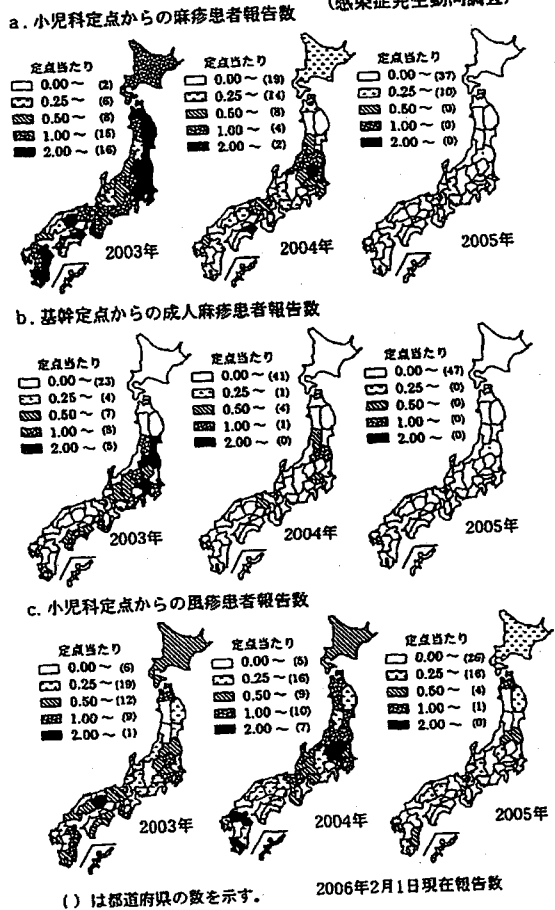 (感染症発生動向調査)
a.小児科定点からの麻疹患者報告数
定点当たり
0.00～ (2)
0.25～ (6)
0.50～ (8)
1.00～ (15)
2.00～ (16)
2003年
定点当たり
0.00～ (19)
0.25～ (14)
0.50～ (8)
1.00～ (4)
2.00～ (2)
2004年
定点当たり
0.00～ (37)
0.25～ (10)
0.50～ (0)
1.00～ (0)
2.00～ (0)
2005年
b.基幹定点からの成人麻疹患者報告数
定点当たり
0.00～ (23)
0.25～ (4)
0.50～ (7)
1.00～ (8)
2.00～ (5)
2003年
定点当たり
0.00～ (41)
0.25～ (1)
0.50～ (4)
1.00～ (1)
2.00～ (0)
2004年
定点当たり
0.00～ (47)
0.25～ (0)
0.50～ (0)
1.00～ (0)
2.00～ (0)
2005年
c.小児科定点からの風疹患者報告数
定点当たり
0.00～ (6)
0.25～ (19)
0.50～ (12)
1.00～ (9)
2.00～ (1)
2003年
定点当たり
0.00～ (5)
0.25～ (16)
0.50～ (9)
1.00～ (10)
2.00～ (7)
2004年
定点当たり
0.00～ (26)
0.25～ (16)
0.50～ (4)
1.00～ (1)
2.00～ (0)
2005年
()は都道府県の数を示す。
2006年2月1日現在報告数